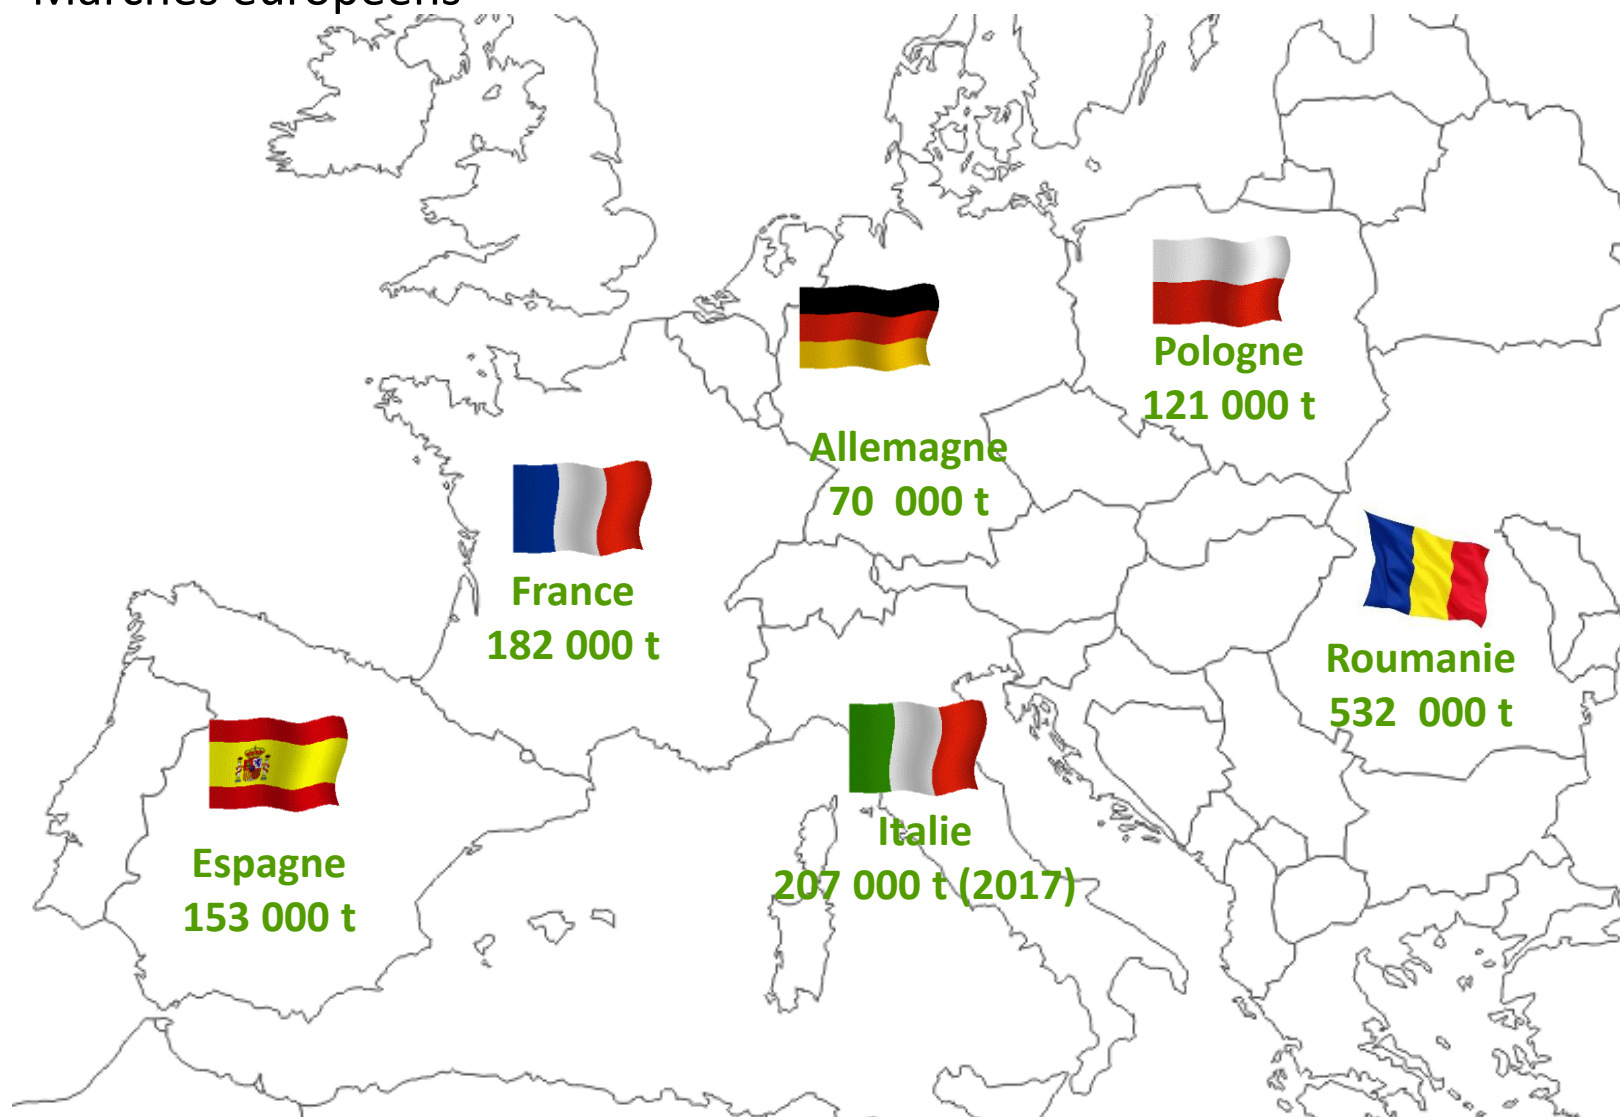 Marchés européens
Pologne
121 000 t
Allemagne
70  000 t
France
182 000 t
Roumanie
532  000 t
Italie
207 000 t (2017)
Espagne
153 000 t